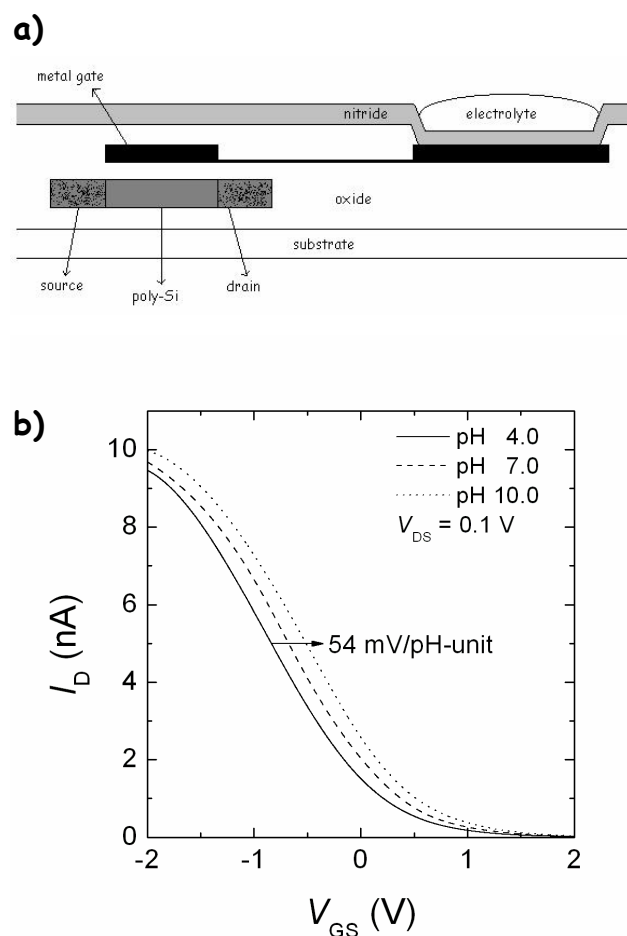 a)
metal gate
nitride
electrolyte
oxide
substrate
source
poly-Si
drain
b)
10
8
6
4
2
0
I_D (nA)
pH 4.0
pH 7.0
pH 10.0
V_DS = 0.1 V
54 mV/pH-unit
-2 -1 0 1 2
V_GS (V)